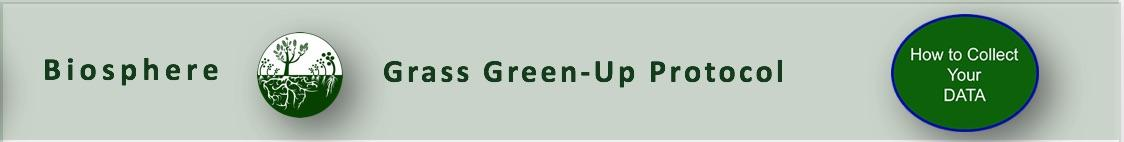 Biosphere
Grass Green-Up Protocol
How to Collect
Your
DATA